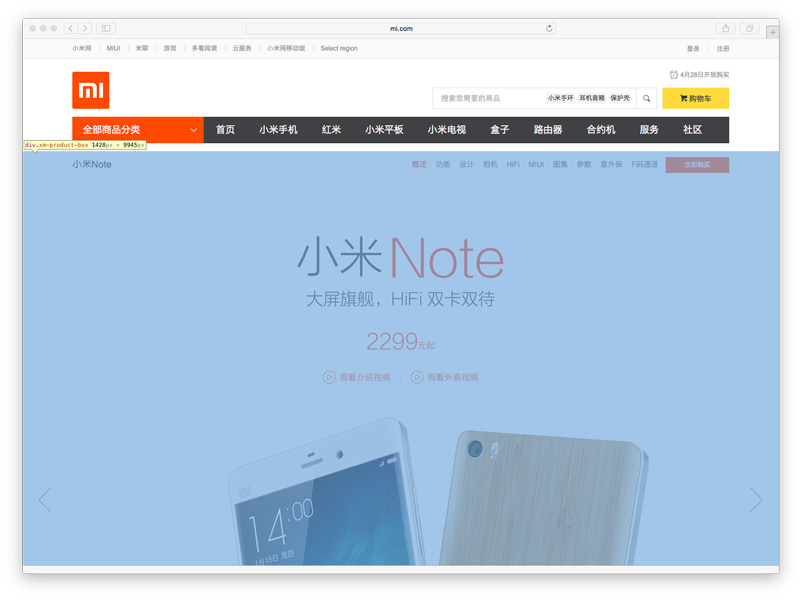 mi.com
小米网 MIUI 米聊 游戏 多看阅读 云服务 小米网移动版 Select region 登录 注册
4月28日开放购买
mi
搜索您需要的商品 小米手环 耳机音箱 保护壳 购物车
全部商品分类 首页 小米手机 红米 小米平板 小米电视 盒子 路由器 合约机 服务 社区
div.xm-product-box 1428px × 9945px
小米Note 概述 功能 设计 相机 HiFi MIUI 图集 参数 意外保 F码通道 立即购买
小米Note
大屏旗舰，HiFi 双卡双待
2299元起
观看介绍视频 观看外观视频
mi
14:00
1月15日 周四